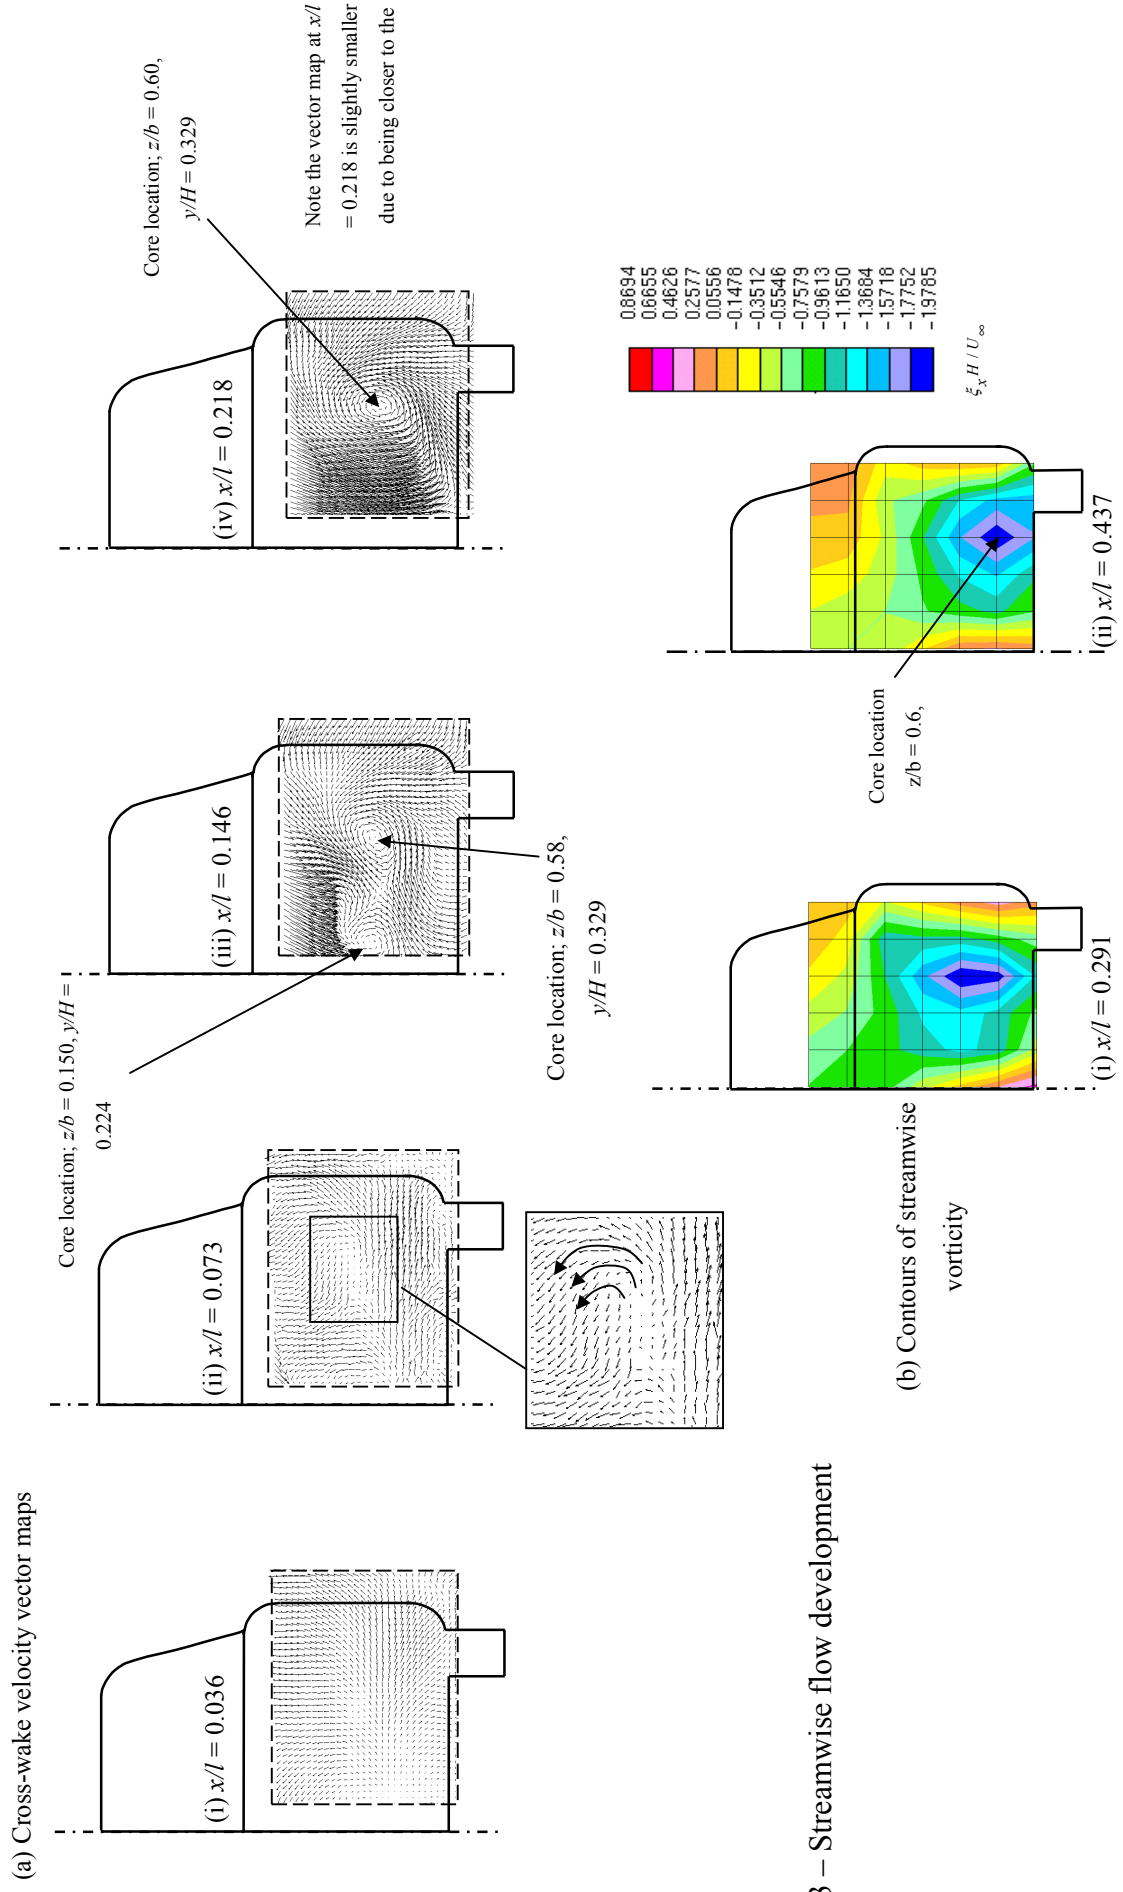 (a) Cross-wake velocity vector maps
(i) x/l = 0.036
(ii) x/l = 0.073
Core location; z/b = 0.150, y/H =
0.224
(iii) x/l = 0.146
Core location; z/b = 0.58,
y/H = 0.329
(iv) x/l = 0.218
Core location; z/b = 0.60,
y/H = 0.329
Note the vector map at x/l
= 0.218 is slightly smaller
due to being closer to the
(b) Contours of streamwise
vorticity
(i) x/l = 0.291
Core location
z/b = 0.6,
(ii) x/l = 0.437
0.8694
0.6655
0.4626
0.2577
0.0556
-0.1478
-0.3512
-0.5546
-0.7579
-0.9613
-1.1650
-1.3684
-1.5718
-1.7752
-1.9785
ξx H / U∞
– Streamwise flow development